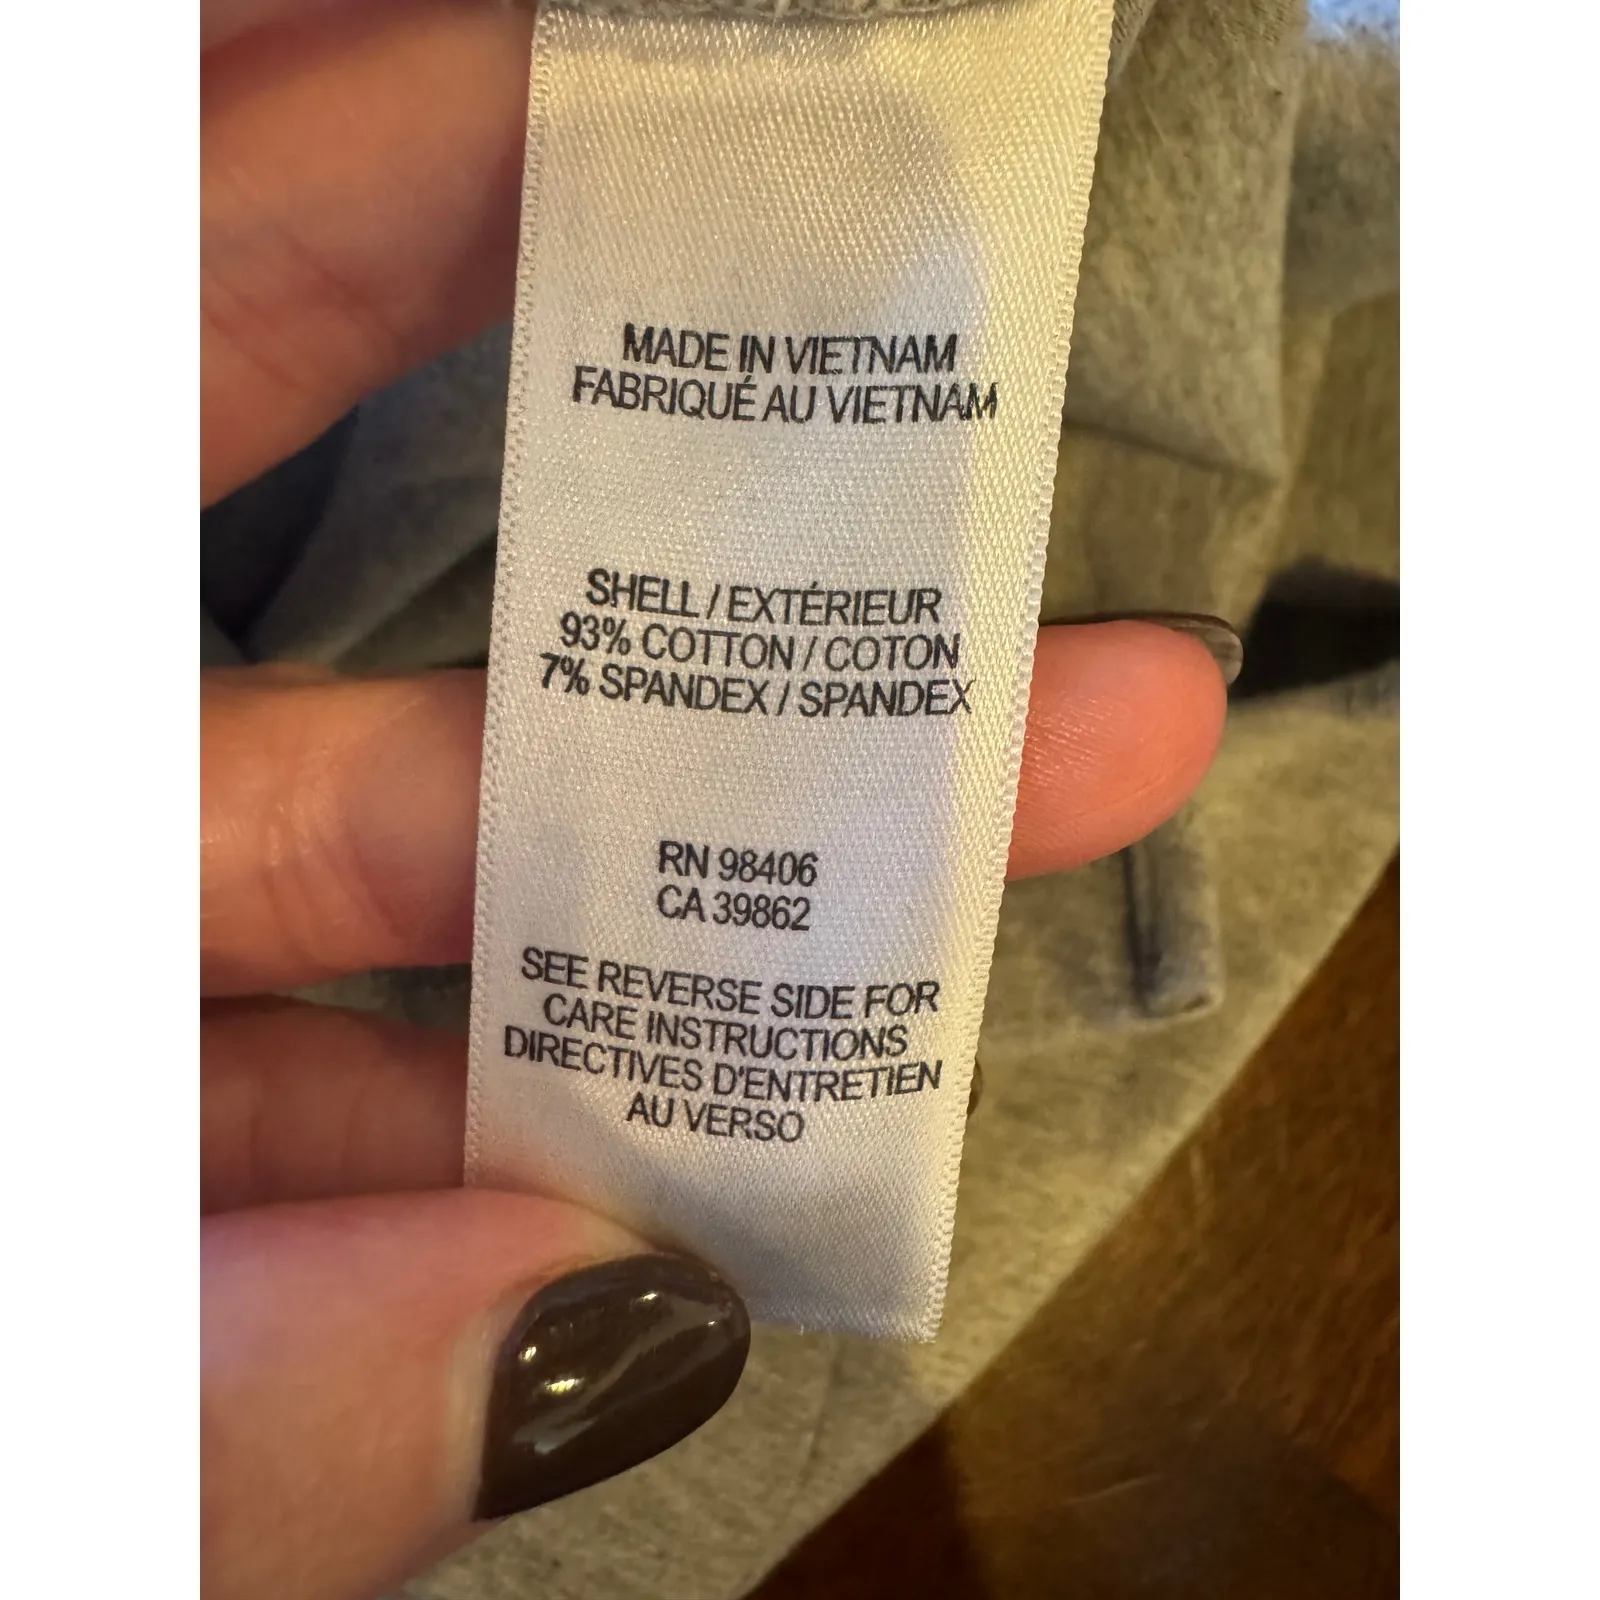 MADE IN VIETNAM
FABRIQUÉ AU VIETNAM
SHELL / EXTÉRIEUR
93% COTTON / COTON
7% SPANDEX / SPANDEX
RN 98406
CA 39862
SEE REVERSE SIDE FOR
CARE INSTRUCTIONS
DIRECTIVES D'ENTRETIEN
AU VERSO